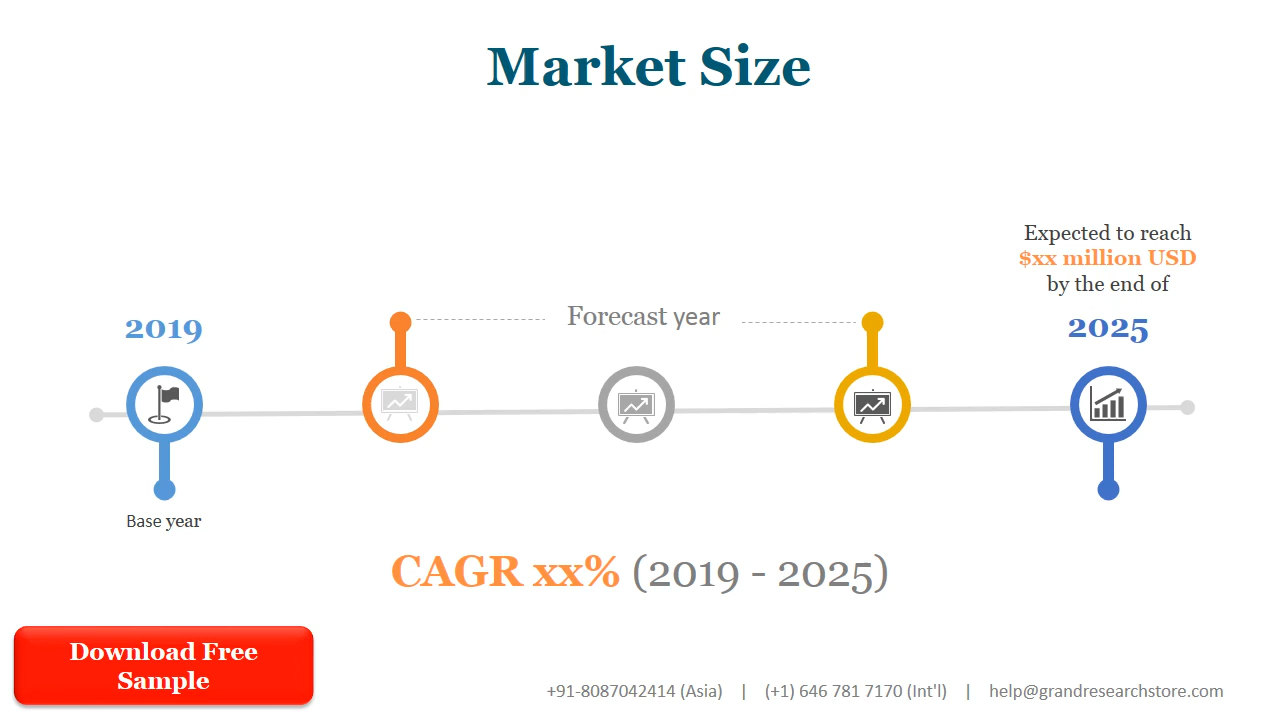 Market Size
Expected to reach
$xx million USD
by the end of
2025
2019
Forecast year
Base year
CAGR xx% (2019 - 2025)
Download Free
Sample
+91-8087042414 (Asia) | (+1) 646 781 7170 (Int'l) | help@grandresearchstore.com